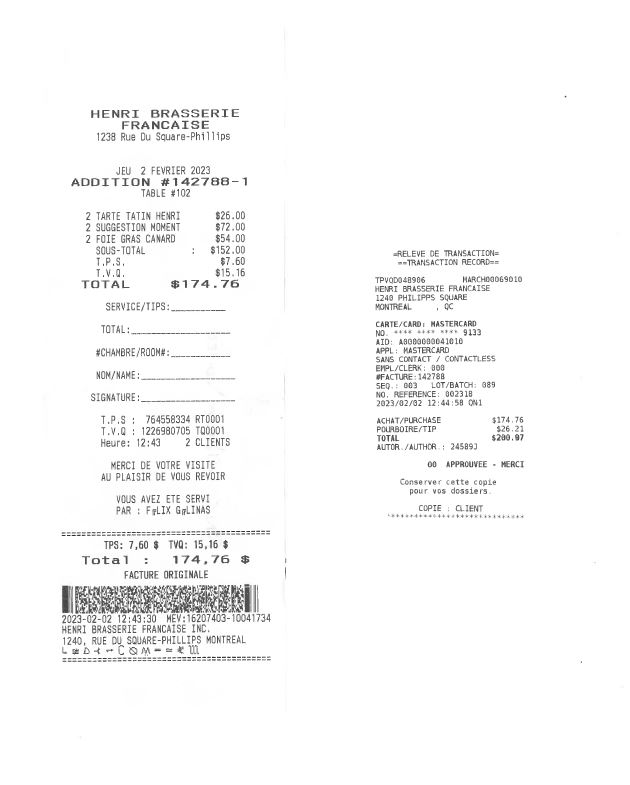 HENRI BRASSERIE
FRANCAISE
1238 Rue Du Square-Phillips
JEU 2 FEVRIER 2023
ADDITION #142788-1
TABLE #102
2 TARTE TATIN HENRI $26.00
2 SUGGESTION MOMENT $72.00
2 FOIE GRAS CANARD $54.00
SOUS-TOTAL : $152.00
T.P.S. $7.60
T.V.Q. $15.16
TOTAL $174.76
SERVICE/TIPS:___________
TOTAL:___________________
#CHAMBRE/ROOM#:___________
NOM/NAME:__________________
SIGNATURE:__________________
T.P.S : 764558334 RT0001
T.V.Q : 1226980705 TQ0001
Heure: 12:43 2 CLIENTS
MERCI DE VOTRE VISITE
AU PLAISIR DE VOUS REVOIR
VOUS AVEZ ETE SERVI
PAR : FøLIX GøLINAS
========================================
TPS: 7,60 $ TVQ: 15,16 $
Total : 174,76 $
FACTURE ORIGINALE
2023-02-02 12:43:30 MEV:16207403-10041734
HENRI BRASSERIE FRANCAISE INC.
1240, RUE DU SQUARE-PHILLIPS MONTREAL
========================================
=RELEVE DE TRANSACTION=
==TRANSACTION RECORD==
TPVQD048906 MARCH00069010
HENRI BRASSERIE FRANCAISE
1240 PHILIPPS SQUARE
MONTREAL , QC
CARTE/CARD: MASTERCARD
NO. **** **** **** 9133
AID: A0000000041010
APPL: MASTERCARD
SANS CONTACT / CONTACTLESS
EMPL/CLERK: 000
#FACTURE:142788
SEQ.: 003 LOT/BATCH: 089
NO. REFERENCE: 002318
2023/02/02 12:44:58 ON1
ACHAT/PURCHASE $174.76
POURBOIRE/TIP $26.21
TOTAL $200.97
AUTOR./AUTHOR.: 24589J
00 APPROUVEE - MERCI
Conserver cette copie
pour vos dossiers.
COPIE : CLIENT
****************************